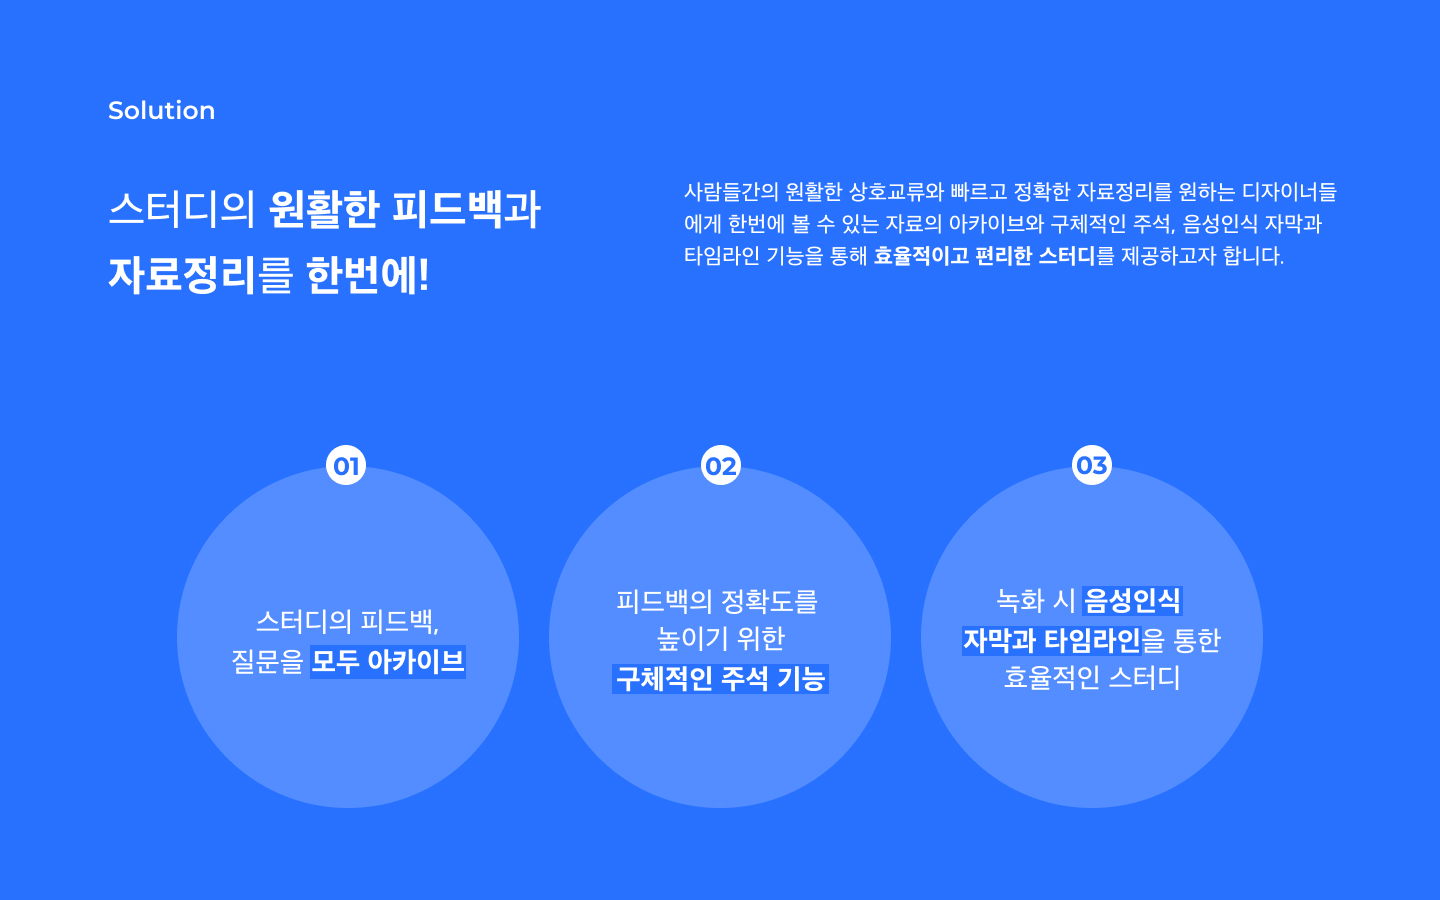 Solution
스터디의 원활한 피드백과
자료정리를 한번에!
사람들간의 원활한 상호교류와 빠르고 정확한 자료정리를 원하는 디자이너들
에게 한번에 볼 수 있는 자료의 아카이브와 구체적인 주석, 음성인식 자막과
타임라인 기능을 통해 효율적이고 편리한 스터디를 제공하고자 합니다.
01
스터디의 피드백,
질문을 모두 아카이브
02
피드백의 정확도를
높이기 위한
구체적인 주석 기능
03
녹화 시 음성인식
자막과 타임라인을 통한
효율적인 스터디